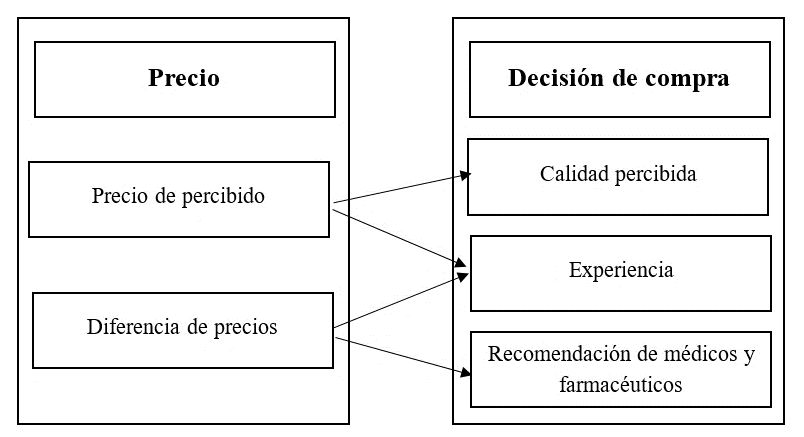 Precio
Precio de percibido
Diferencia de precios
Decisión de compra
Calidad percibida
Experiencia
Recomendación de médicos y
farmacéuticos